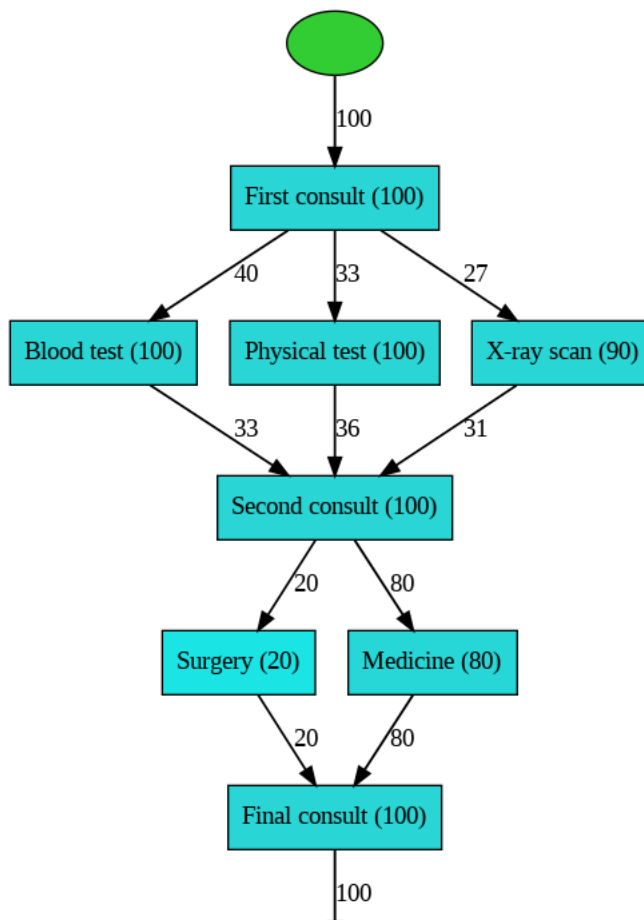 100
First consult (100)
40
33
27
Blood test (100)
Physical test (100)
X-ray scan (90)
33
36
31
Second consult (100)
20
80
Surgery (20)
Medicine (80)
20
80
Final consult (100)
100